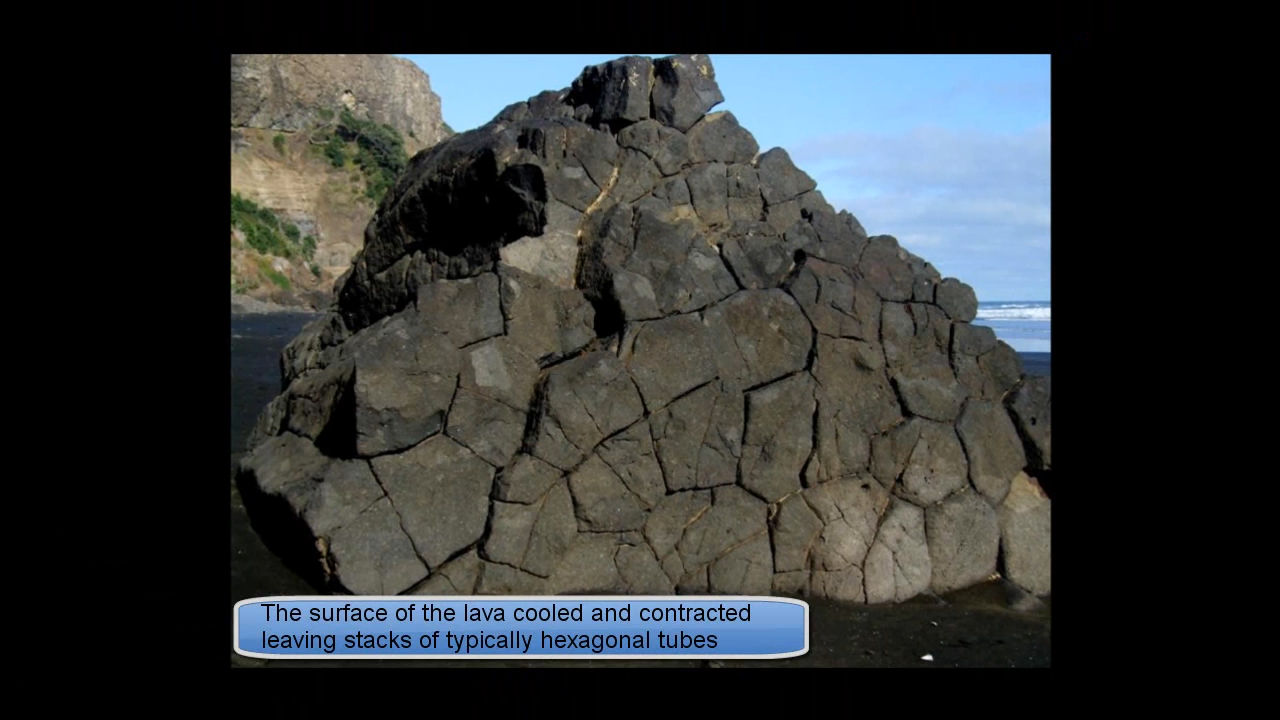 The surface of the lava cooled and contracted
leaving stacks of typically hexagonal tubes